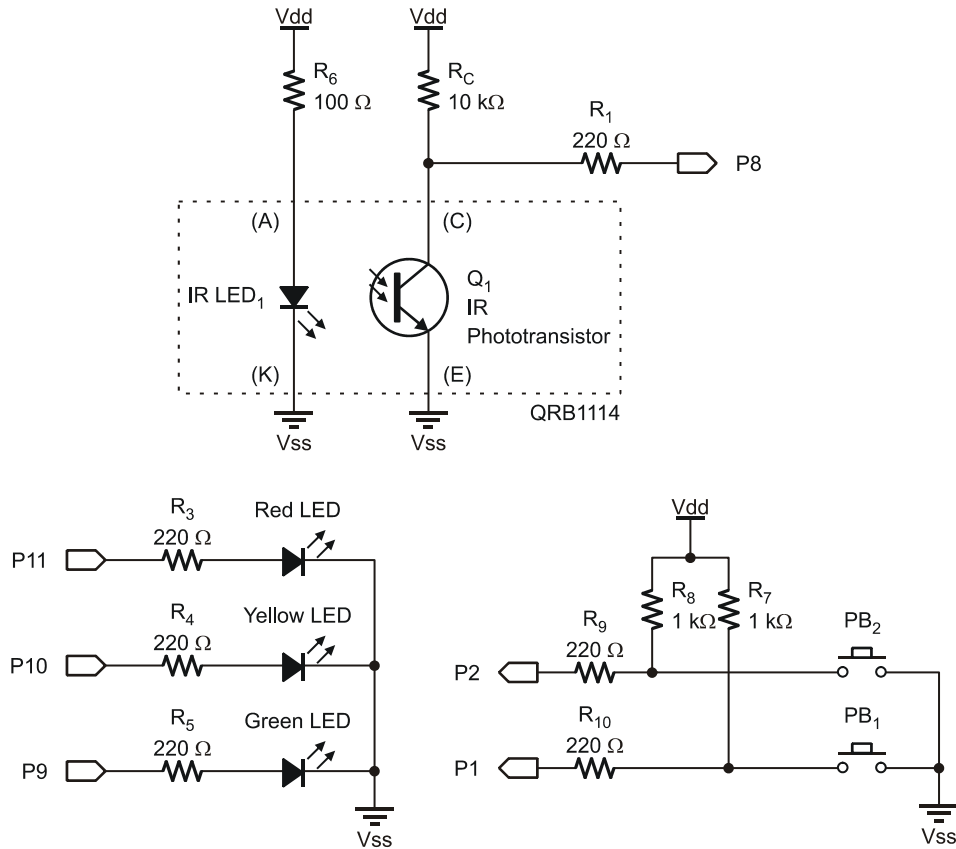 Vdd
Vdd
R6
100 Ω
RC
10 kΩ
R1
220 Ω
P8
(A)
(C)
IR LED1
Q1
IR
Phototransistor
(K)
(E)
QRB1114
Vss
Vss
R3
220 Ω
Red LED
P11
R4
220 Ω
Yellow LED
P10
R5
220 Ω
Green LED
P9
Vss
Vdd
R8
1 kΩ
R7
1 kΩ
R9
220 Ω
PB2
P2
R10
220 Ω
PB1
P1
Vss